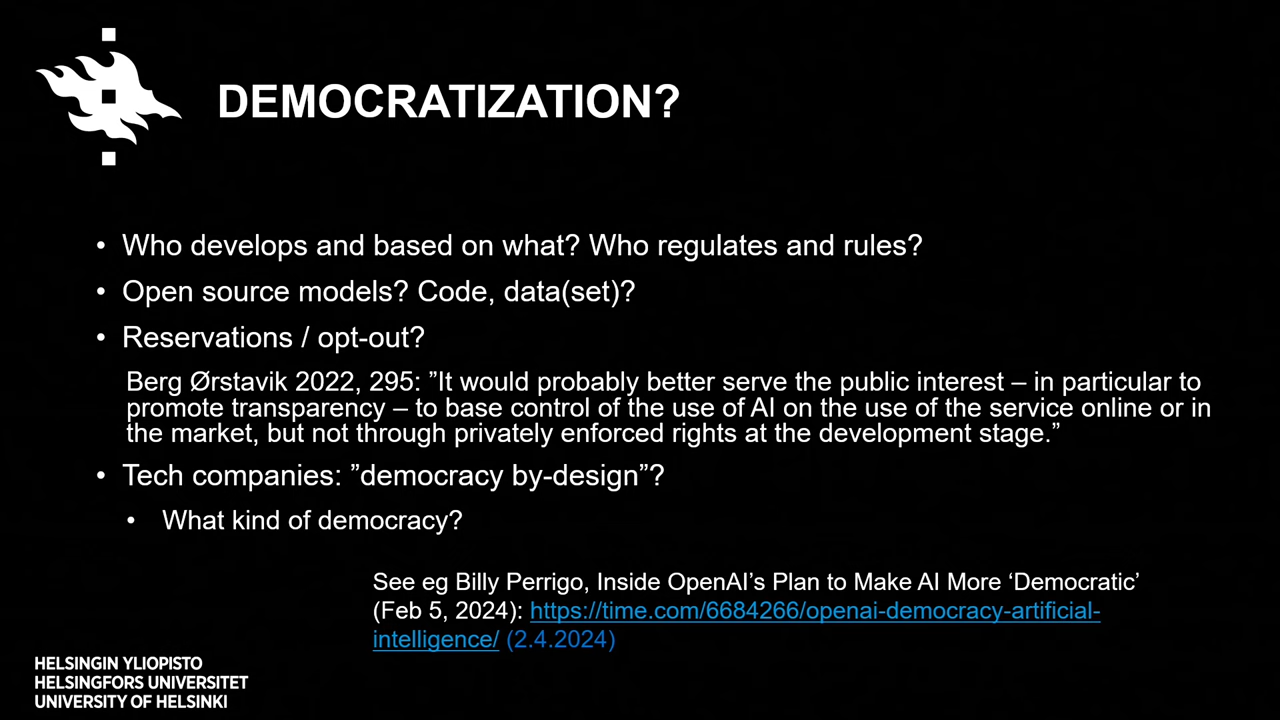 DEMOCRATIZATION?
• Who develops and based on what? Who regulates and rules?
• Open source models? Code, data(set)?
• Reservations / opt-out?
Berg Ørstavik 2022, 295: ”It would probably better serve the public interest – in particular to
promote transparency – to base control of the use of AI on the use of the service online or in
the market, but not through privately enforced rights at the development stage.”
• Tech companies: ”democracy by-design”?
• What kind of democracy?
See eg Billy Perrigo, Inside OpenAI’s Plan to Make AI More ‘Democratic’
(Feb 5, 2024): https://time.com/6684266/openai-democracy-artificial-
intelligence/ (2.4.2024)
HELSINGIN YLIOPISTO
HELSINGFORS UNIVERSITET
UNIVERSITY OF HELSINKI